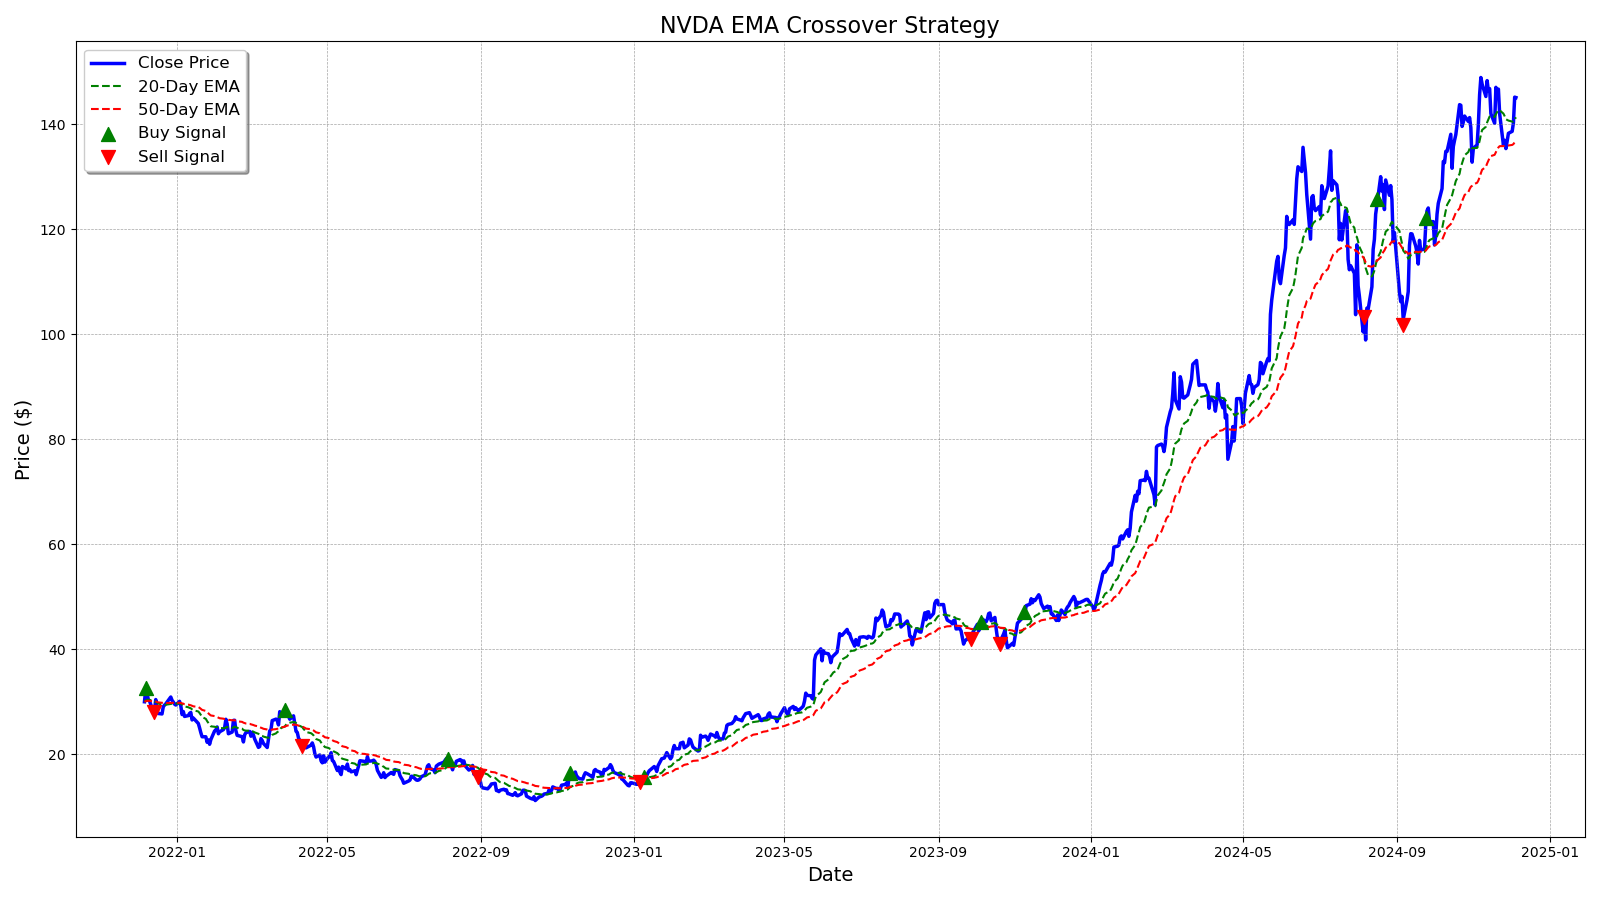 NVDA EMA Crossover Strategy
Close Price
20-Day EMA
50-Day EMA
Buy Signal
Sell Signal
Price ($)
140
120
100
80
60
40
20
2022-01 2022-05 2022-09 2023-01 2023-05 2023-09 2024-01 2024-05 2024-09 2025-01
Date